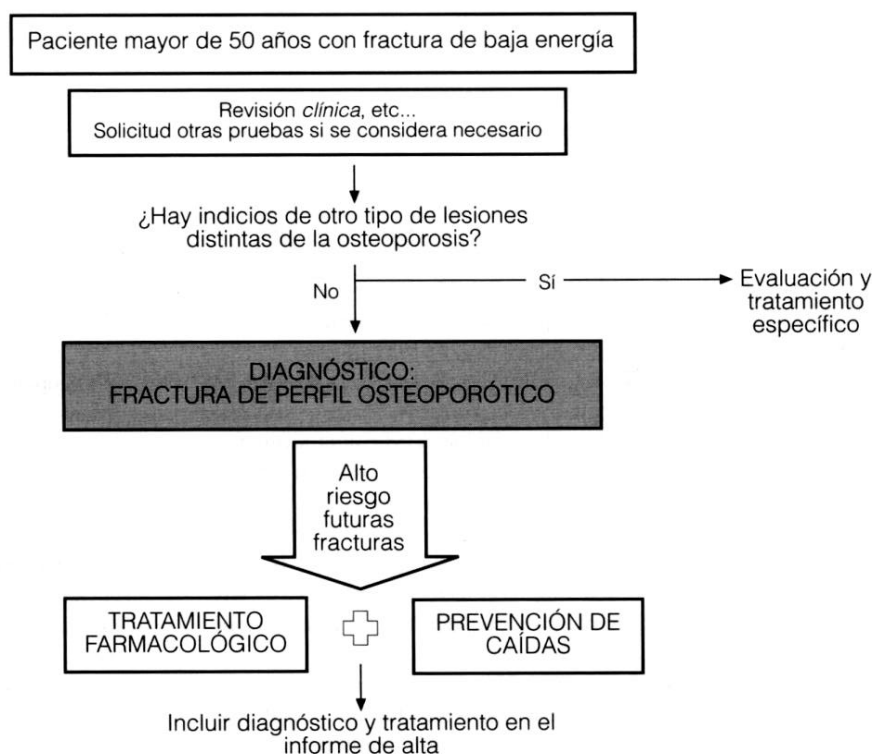 Paciente mayor de 50 años con fractura de baja energía
Revisión clínica, etc...
Solicitud otras pruebas si se considera necesario
¿Hay indicios de otro tipo de lesiones
distintas de la osteoporosis?
No
Sí
Evaluación y
tratamiento
específico
DIAGNÓSTICO:
FRACTURA DE PERFIL OSTEOPORÓTICO
Alto
riesgo
futuras
fracturas
TRATAMIENTO
FARMACOLÓGICO
PREVENCIÓN DE
CAÍDAS
Incluir diagnóstico y tratamiento en el
informe de alta